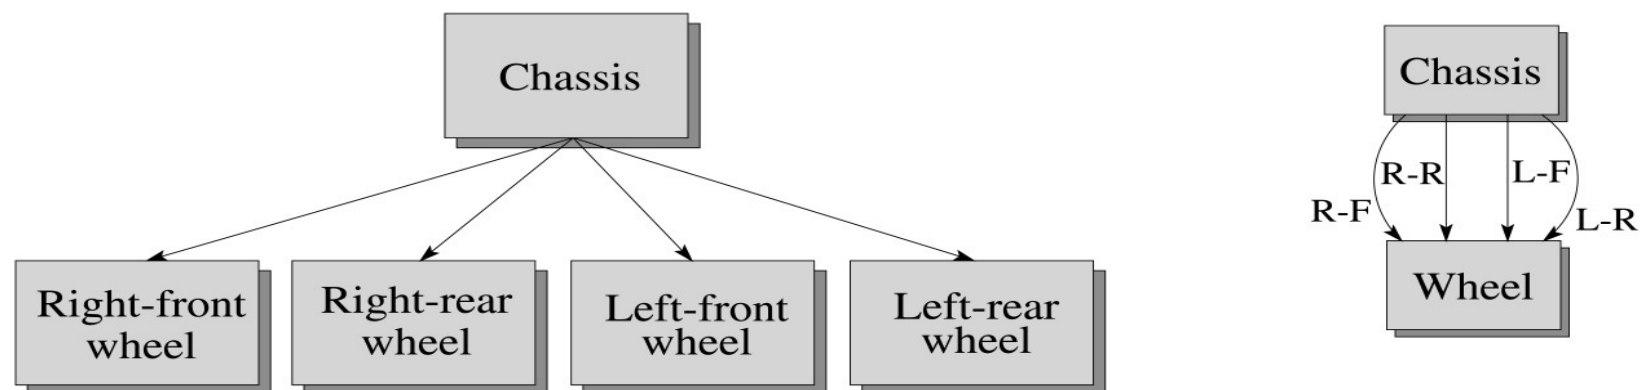 Chassis
Right-front
wheel
Right-rear
wheel
Left-front
wheel
Left-rear
wheel
Chassis
R-R
L-F
R-F
L-R
Wheel